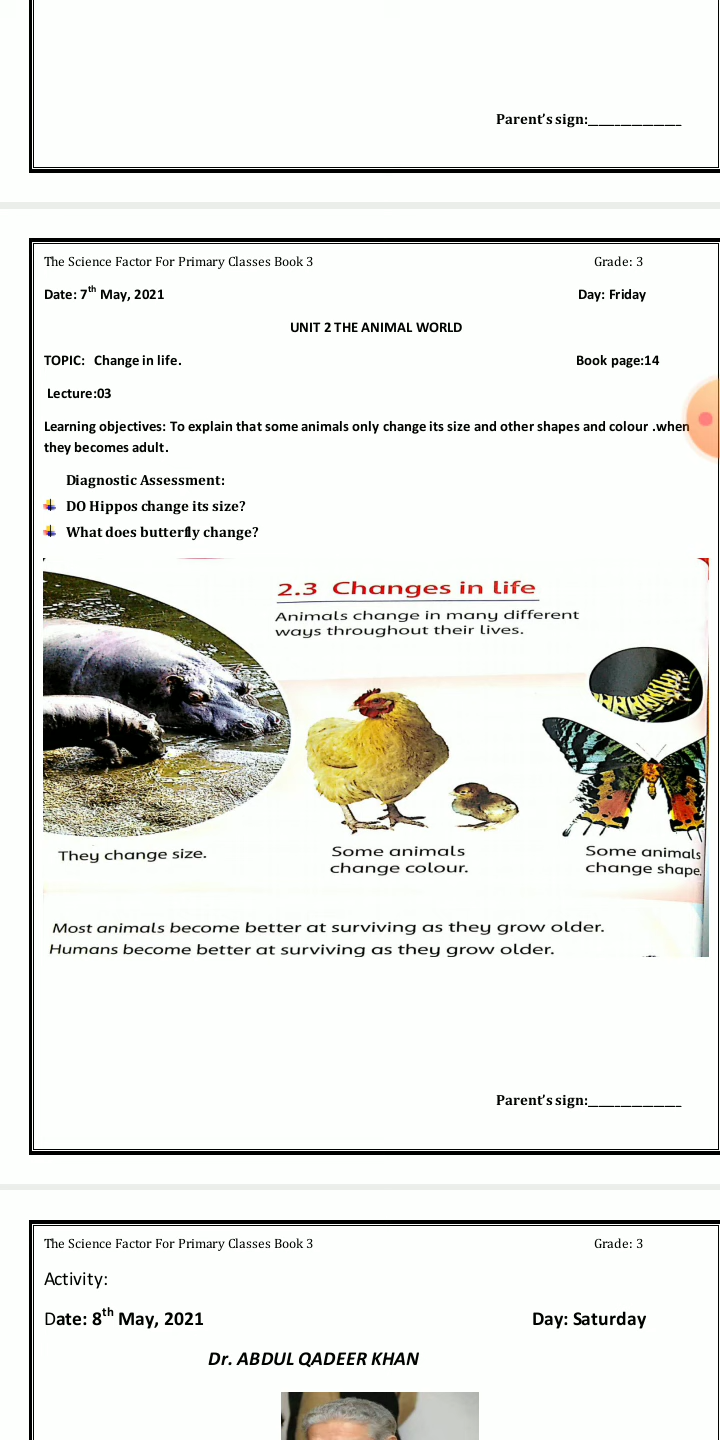 Parent's sign:________________
The Science Factor For Primary Classes Book 3 Grade: 3
Date: 7th May, 2021 Day: Friday
UNIT 2 THE ANIMAL WORLD
TOPIC: Change in life. Book page:14
Lecture:03
Learning objectives: To explain that some animals only change its size and other shapes and colour .when
they becomes adult.
Diagnostic Assessment:
DO Hippos change its size?
What does butterfly change?
2.3 Changes in life
Animals change in many different
ways throughout their lives.
They change size.
Some animals
change colour.
Some animals
change shape.
Most animals become better at surviving as they grow older.
Humans become better at surviving as they grow older.
Parent's sign:________________
The Science Factor For Primary Classes Book 3 Grade: 3
Activity:
Date: 8th May, 2021 Day: Saturday
Dr. ABDUL QADEER KHAN